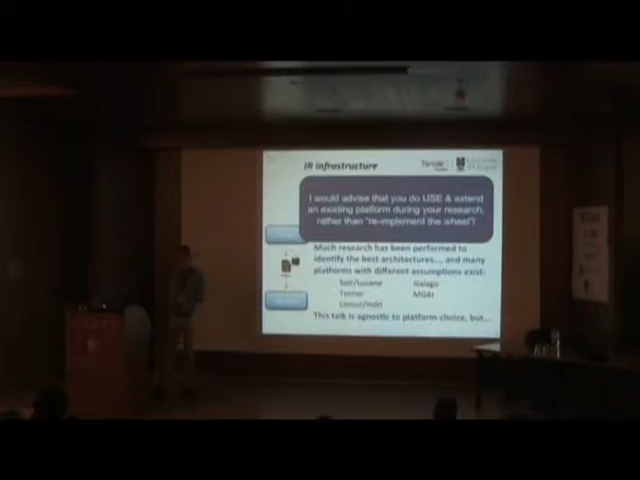 IR Infrastructure
Terrier
I would advise that you do USE & extend
an existing platform during your research,
rather than "re-implement the wheel"!
Much research has been performed to
identify the best architectures... and many
platforms with different assumptions exist:
Solr/Lucene
Galago
Terrier
MG4J
Lemur/Indri
This talk is agnostic to platform choice, but...